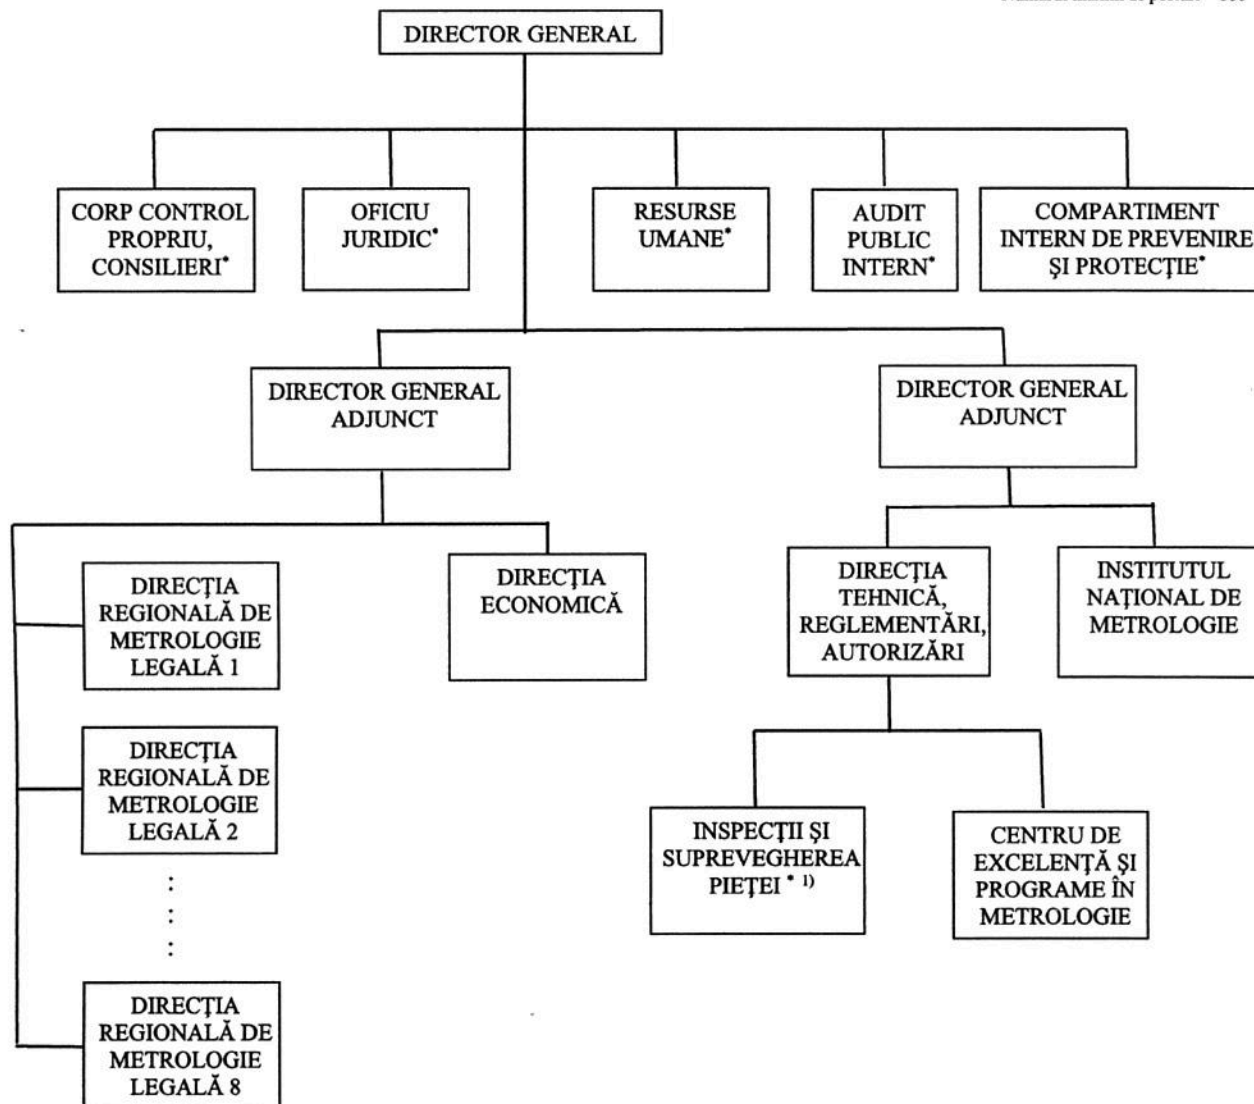 DIRECTOR GENERAL
CORP CONTROL
PROPRIU,
CONSILIERI*
OFICIU
JURIDIC*
RESURSE
UMANE*
AUDIT
PUBLIC
INTERN*
COMPARTIMENT
INTERN DE PREVENIRE
ŞI PROTECŢIE*
DIRECTOR GENERAL
ADJUNCT
DIRECTOR GENERAL
ADJUNCT
DIRECŢIA
REGIONALĂ DE
METROLOGIE
LEGALĂ 1
DIRECŢIA
ECONOMICĂ
DIRECŢIA
TEHNICĂ,
REGLEMENTĂRI,
AUTORIZĂRI
INSTITUTUL
NAŢIONAL DE
METROLOGIE
DIRECŢIA
REGIONALĂ DE
METROLOGIE
LEGALĂ 2
:
:
:
INSPECŢII ŞI
SUPREVEGHEREA
PIEŢEI * 1)
CENTRU DE
EXCELENŢĂ ŞI
PROGRAME ÎN
METROLOGIE
DIRECŢIA
REGIONALĂ DE
METROLOGIE
LEGALĂ 8